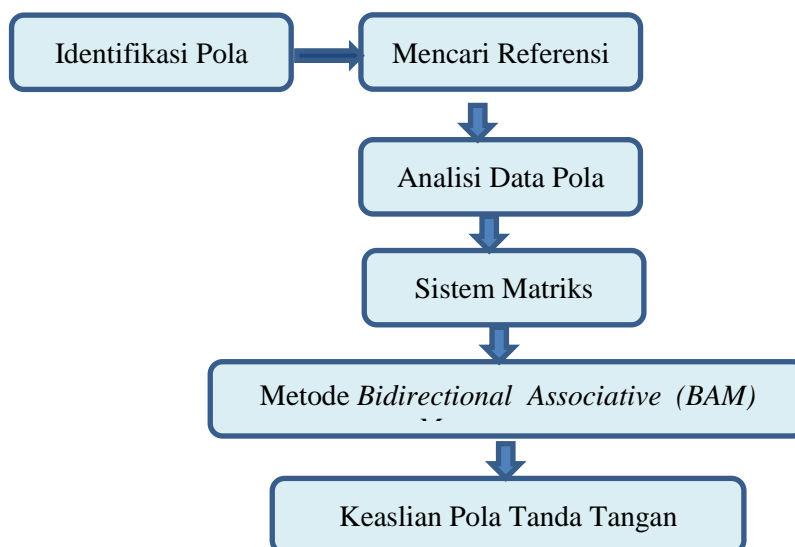 Identifikasi Pola
Mencari Referensi
Analisi Data Pola
Sistem Matriks
Metode Bidirectional Associative (BAM)
Keaslian Pola Tanda Tangan